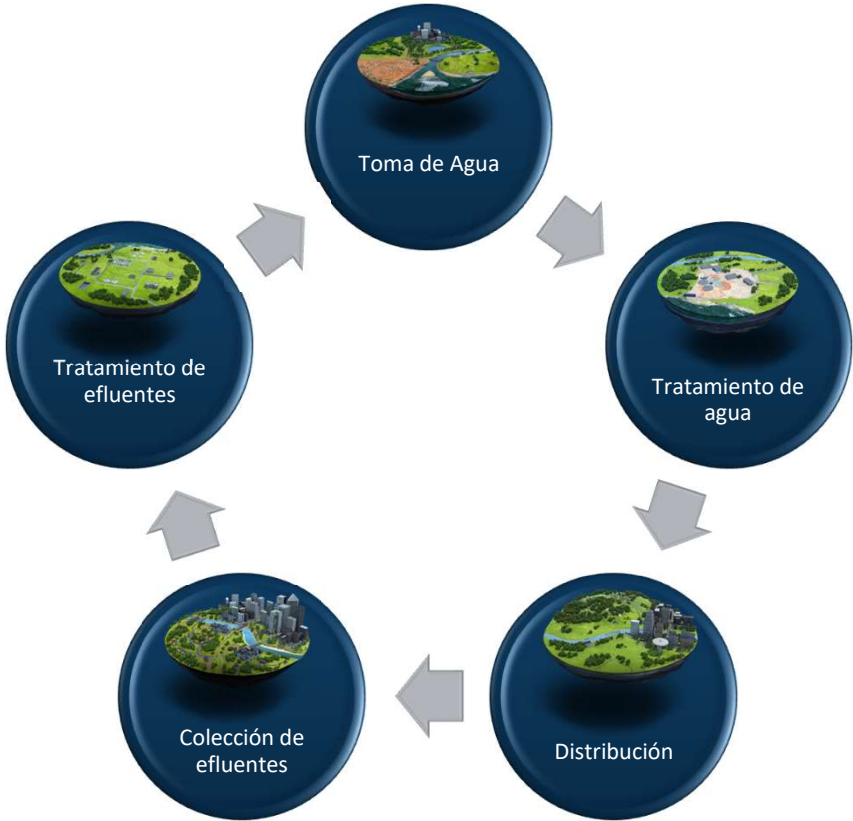 Toma de Agua
Tratamiento de
agua
Distribución
Colección de
efluentes
Tratamiento de
efluentes